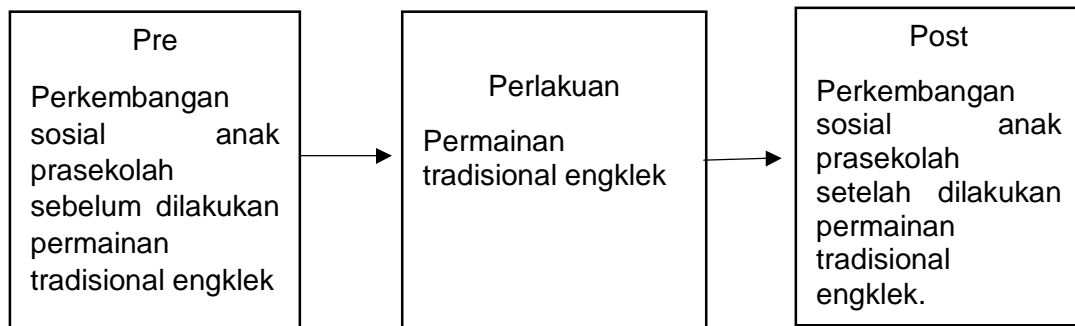 Pre
Perkembangan
sosial anak
prasekolah
sebelum dilakukan
permainan
tradisional engklek
Perlakuan
Permainan
tradisional engklek
Post
Perkembangan
sosial anak
prasekolah
setelah dilakukan
permainan
tradisional
engklek.